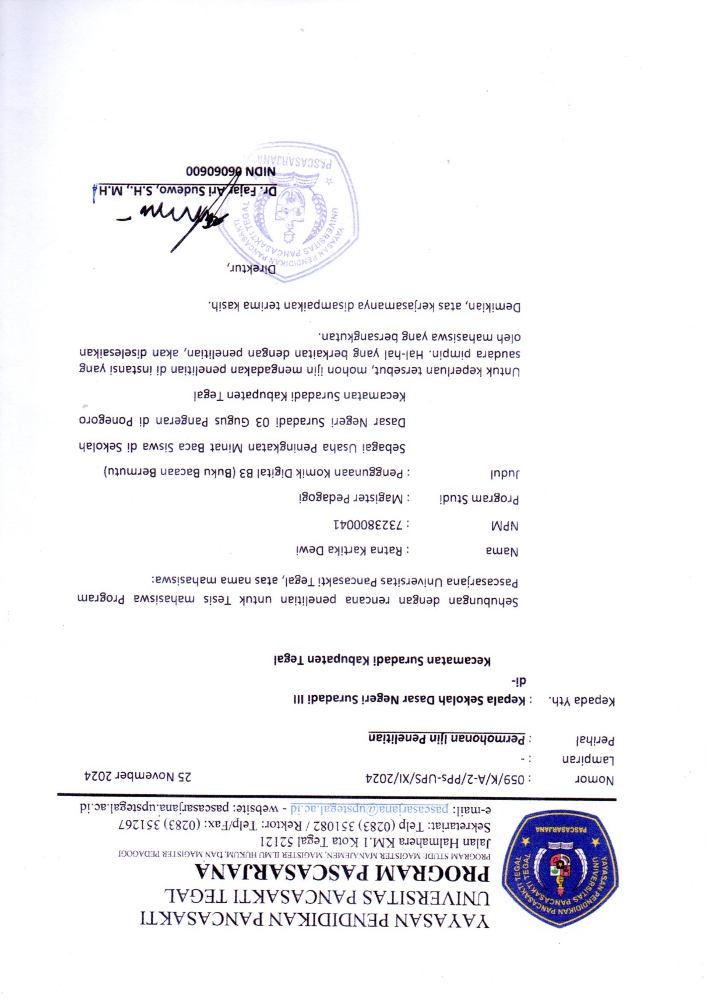 YAYASAN PENDIDIKAN PANCASAKTI
UNIVERSITAS PANCASAKTI TEGAL
PROGRAM PASCASARJANA
PROGRAM STUDI: MAGISTER MANAJEMEN, MAGISTER ILMU HUKUM, DAN MAGISTER PEDAGOGI
Jalan Halmahera KM.1 Kota Tegal 52121
Sekretariat: Telp (0283) 351082 / Rektor: Telp/Fax: (0283) 351267
e-mail: pascasarjana@upstegal.ac.id - website: pascasarjana.upstegal.ac.id
YAYASAN PENDIDIKAN PANCASAKTI TEGAL
UNIVERSITAS PANCASAKTI TEGAL
PASCASARJANA
Nomor : 059/K/A-2/PPs-UPS/XI/2024 25 November 2024
Lampiran : -
Perihal : Permohonan Ijin Penelitian
Kepada Yth. : Kepala Sekolah Dasar Negeri Suradadi III
di-
Kecamatan Suradadi Kabupaten Tegal
Sehubungan dengan rencana penelitian untuk Tesis mahasiswa Program
Pascasarjana Universitas Pancasakti Tegal, atas nama mahasiswa:
Nama : Ratna Kartika Dewi
NPM : 7323800041
Program Studi : Magister Pedagogi
Judul : Penggunaan Komik Digital B3 (Buku Bacaan Bermutu)
Sebagai Usaha Peningkatan Minat Baca Siswa di Sekolah
Dasar Negeri Suradadi 03 Gugus Pangeran di Ponegoro
Kecamatan Suradadi Kabupaten Tegal
Untuk keperluan tersebut, mohon ijin mengadakan penelitian di instansi yang
saudara pimpin. Hal-hal yang berkaitan dengan penelitian, akan diselesaikan
oleh mahasiswa yang bersangkutan.
Demikian, atas kerjasamanya disampaikan terima kasih.
Direktur,
YAYASAN PENDIDIKAN PANCASAKTI
UNIVERSITAS PANCASAKTI TEGAL
PASCASARJANA
Dr. Fajar Ari Sudewo, S.H., M.H
NIDN 06060600